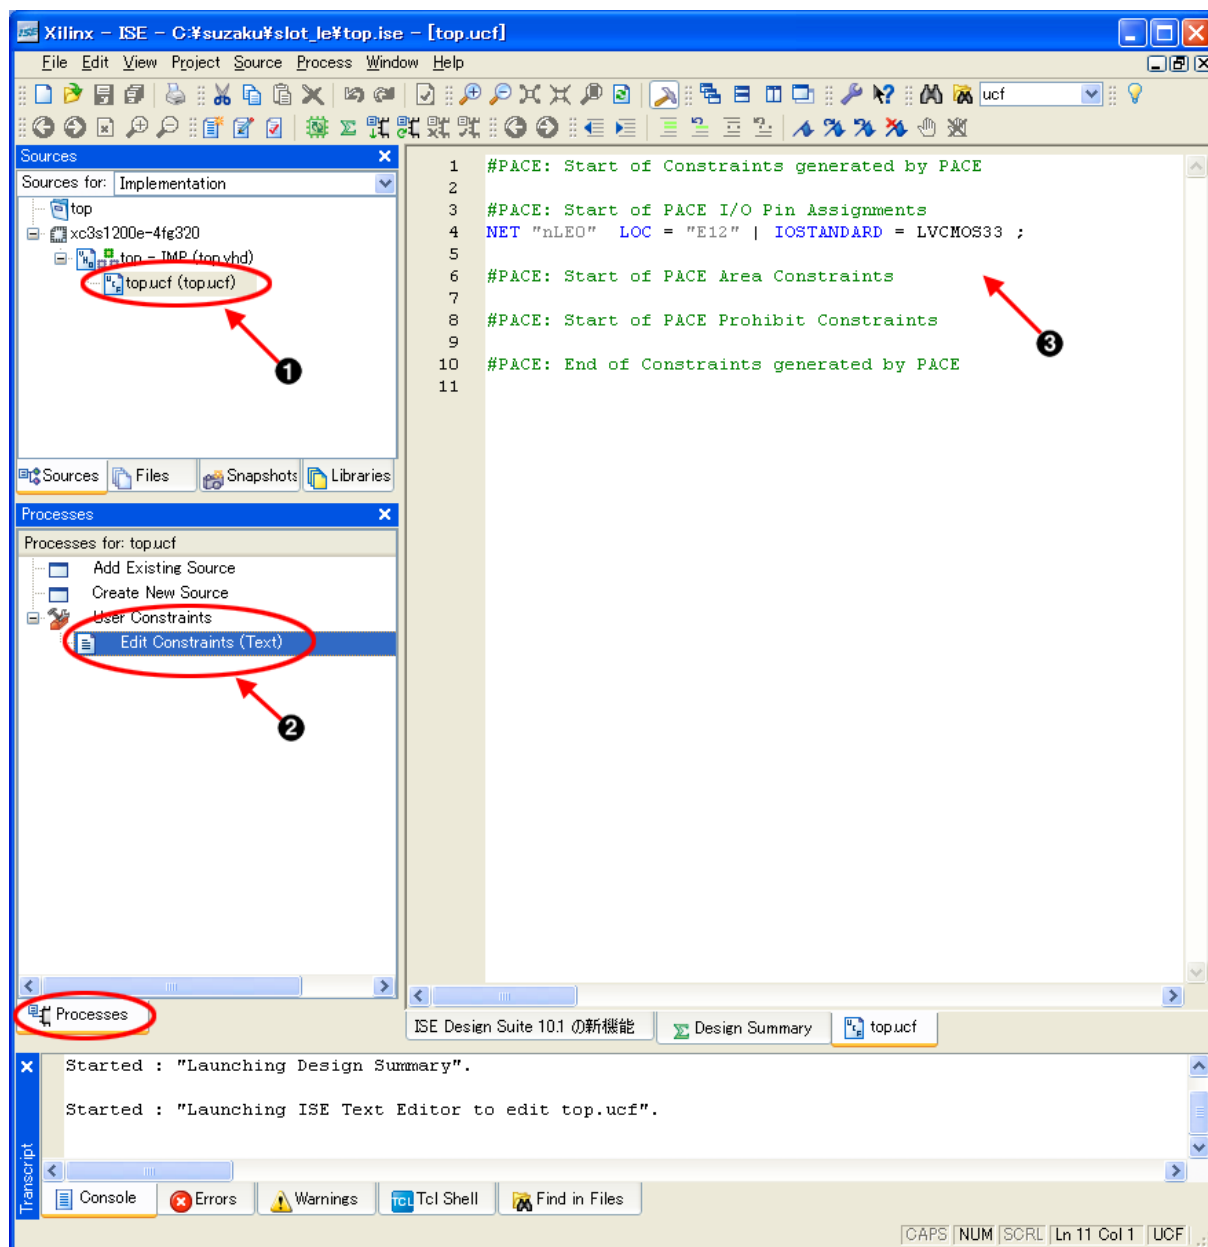 Xilinx - ISE - C:¥suzaku¥slot_le¥top.ise - [top.ucf]
File Edit View Project Source Process Window Help
ucf
Sources
Sources for: Implementation
top
xc3s1200e-4fg320
top - IMP (top.vhd)
top.ucf (top.ucf)
1
Sources Files Snapshots Libraries
Processes
Processes for: top.ucf
Add Existing Source
Create New Source
User Constraints
Edit Constraints (Text)
2
Processes
1 #PACE: Start of Constraints generated by PACE
2
3 #PACE: Start of PACE I/O Pin Assignments
4 NET "nLE0" LOC = "E12" | IOSTANDARD = LVCMOS33 ;
5
6 #PACE: Start of PACE Area Constraints
7
8 #PACE: Start of PACE Prohibit Constraints
9
10 #PACE: End of Constraints generated by PACE
11
3
ISE Design Suite 10.1 の新機能 Design Summary top.ucf
Started : "Launching Design Summary".
Started : "Launching ISE Text Editor to edit top.ucf".
Transcript
Console Errors Warnings TCL Tcl Shell Find in Files
CAPS NUM SCRL Ln 11 Col 1 UCF